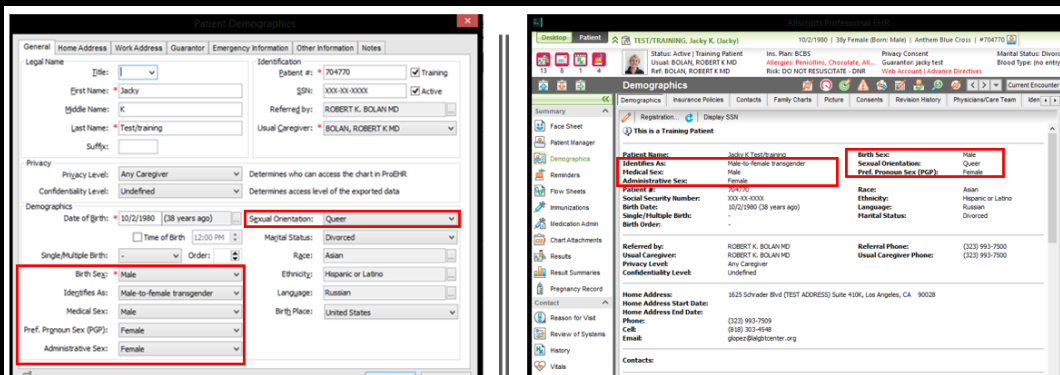 Patient Demographics
General Home Address Work Address Guarantor Emergency Information Other Information Notes
Legal Name
Title:
First Name: * Jacky
Middle Name: K
Last Name: * Test/training
Suffix:
Identification
Patient #: * 704770 Training
SSN: XXX-XX-XXXX Active
Referred by: ROBERT K. BOLAN MD
Usual Caregiver: * BOLAN, ROBERT K MD
Privacy
Privacy Level: Any Caregiver Determines who can access the chart in ProEHR
Confidentiality Level: Undefined Determines access level of the exported data
Demographics
Date of Birth: * 10/2/1980 (38 years ago) ...
Time of Birth 12:00 PM
Single/Multiple Birth: - Order:
Birth Sex: * Male
Identifies As: Male-to-female transgender
Medical Sex: Male
Pref. Pronoun Sex (PGP): Female
Administrative Sex: Female
Sexual Orientation: Queer
Marital Status: Divorced
Race: Asian ...
Ethnicity: Hispanic or Latino ...
Language: Russian ...
Birth Place: United States
Allscripts Professional EHR
Desktop Patient TEST/TRAINING, Jacky K. (Jacky) 10/2/1980 | 38y Female (Born: Male) | Anthem Blue Cross | #704770
13 8 1 4
Status: Active | Training Patient Ins. Plan: BCBS Privacy Consent Marital Status: Divorc
Usual: BOLAN, ROBERT K MD Allergies: Penicillins, Chocolate, All... Guarantor: jacky test Blood Type: (no entry
Ref: BOLAN, ROBERT K MD Risk: DO NOT RESUSCITATE - DNR Web Account | Advance Directives
Demographics Current Encounter
Demographics Insurance Policies Contacts Family Charts Picture Consents Revision History Physicians/Care Team Iden
Summary
Face Sheet
Patient Manager
Demographics
Reminders
Flow Sheets
Immunizations
Medication Admin
Chart Attachments
Results
Result Summaries
Pregnancy Record
Contact
Reason for Visit
Review of Systems
History
Vitals
Registration... Display SSN
This is a Training Patient
Patient Name: Jacky K Test/training
Identifies As: Male-to-female transgender
Medical Sex: Male
Administrative Sex: Female
Patient #: 704770
Social Security Number: XXX-XX-XXXX
Birth Date: 10/2/1980 (38 years ago)
Single/Multiple Birth: -
Birth Order: -
Birth Sex: Male
Sexual Orientation: Queer
Pref. Pronoun Sex (PGP): Female
Race: Asian
Ethnicity: Hispanic or Latino
Language: Russian
Marital Status: Divorced
Referred by: ROBERT K. BOLAN MD Referral Phone: (323) 993-7500
Usual Caregiver: ROBERT K. BOLAN MD Usual Caregiver Phone: (323) 993-7500
Privacy Level: Any Caregiver
Confidentiality Level: Undefined
Home Address: 1625 Schrader Blvd (TEST ADDRESS) Suite 410K, Los Angeles, CA 90028
Home Address Start Date:
Home Address End Date:
Phone: (323) 993-7509
Cell: (818) 303-4548
Email: glopez@lalgbtcenter.org
Contacts: